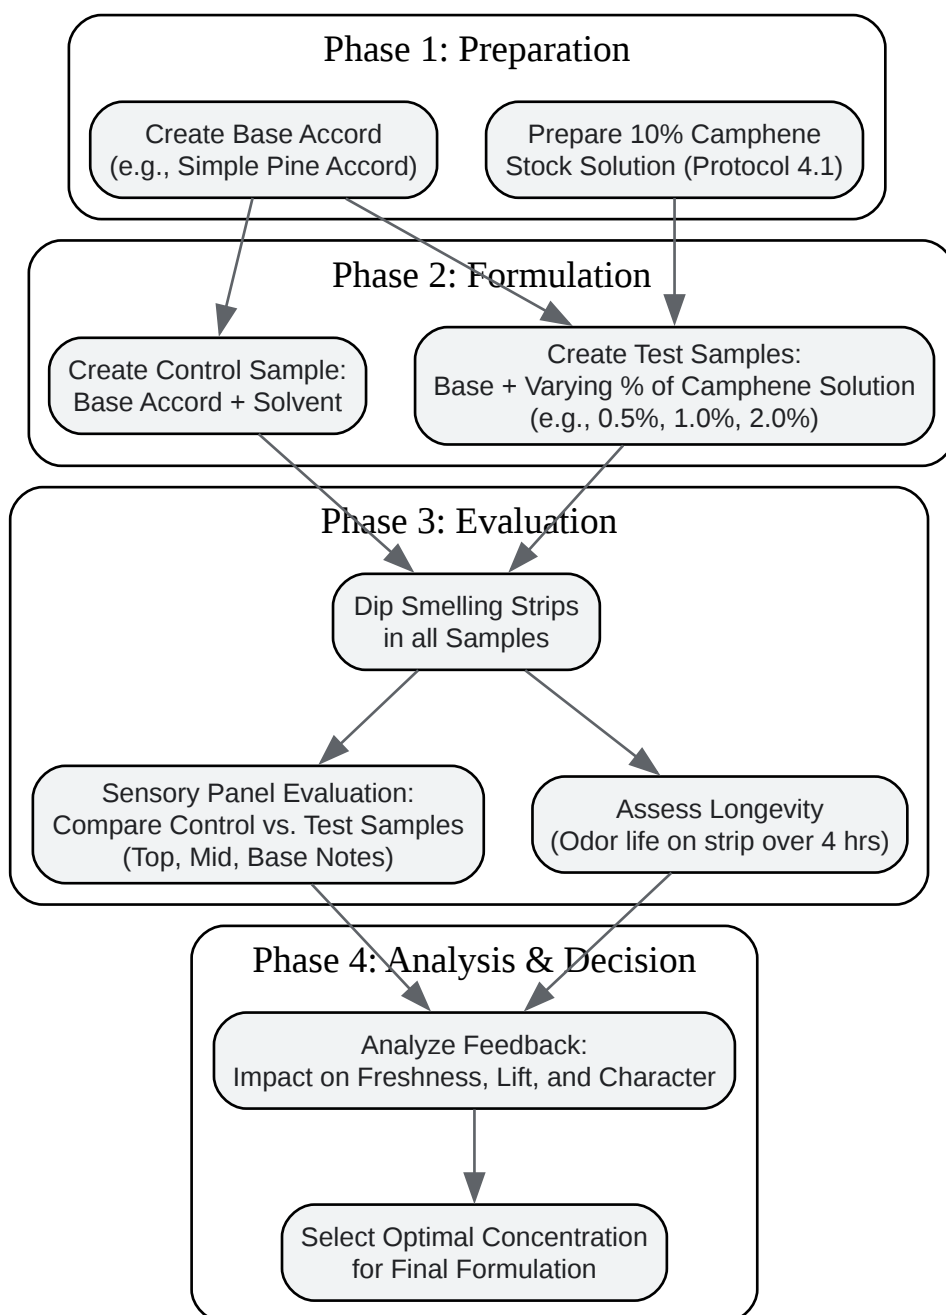 Phase 1: Preparation
Create Base Accord
(e.g., Simple Pine Accord)
Prepare 10% Camphene
Stock Solution (Protocol 4.1)
Phase 2: Formulation
Create Control Sample:
Base Accord + Solvent
Create Test Samples:
Base + Varying % of Camphene Solution
(e.g., 0.5%, 1.0%, 2.0%)
Phase 3: Evaluation
Dip Smelling Strips
in all Samples
Sensory Panel Evaluation:
Compare Control vs. Test Samples
(Top, Mid, Base Notes)
Assess Longevity
(Odor life on strip over 4 hrs)
Phase 4: Analysis & Decision
Analyze Feedback:
Impact on Freshness, Lift, and Character
Select Optimal Concentration
for Final Formulation